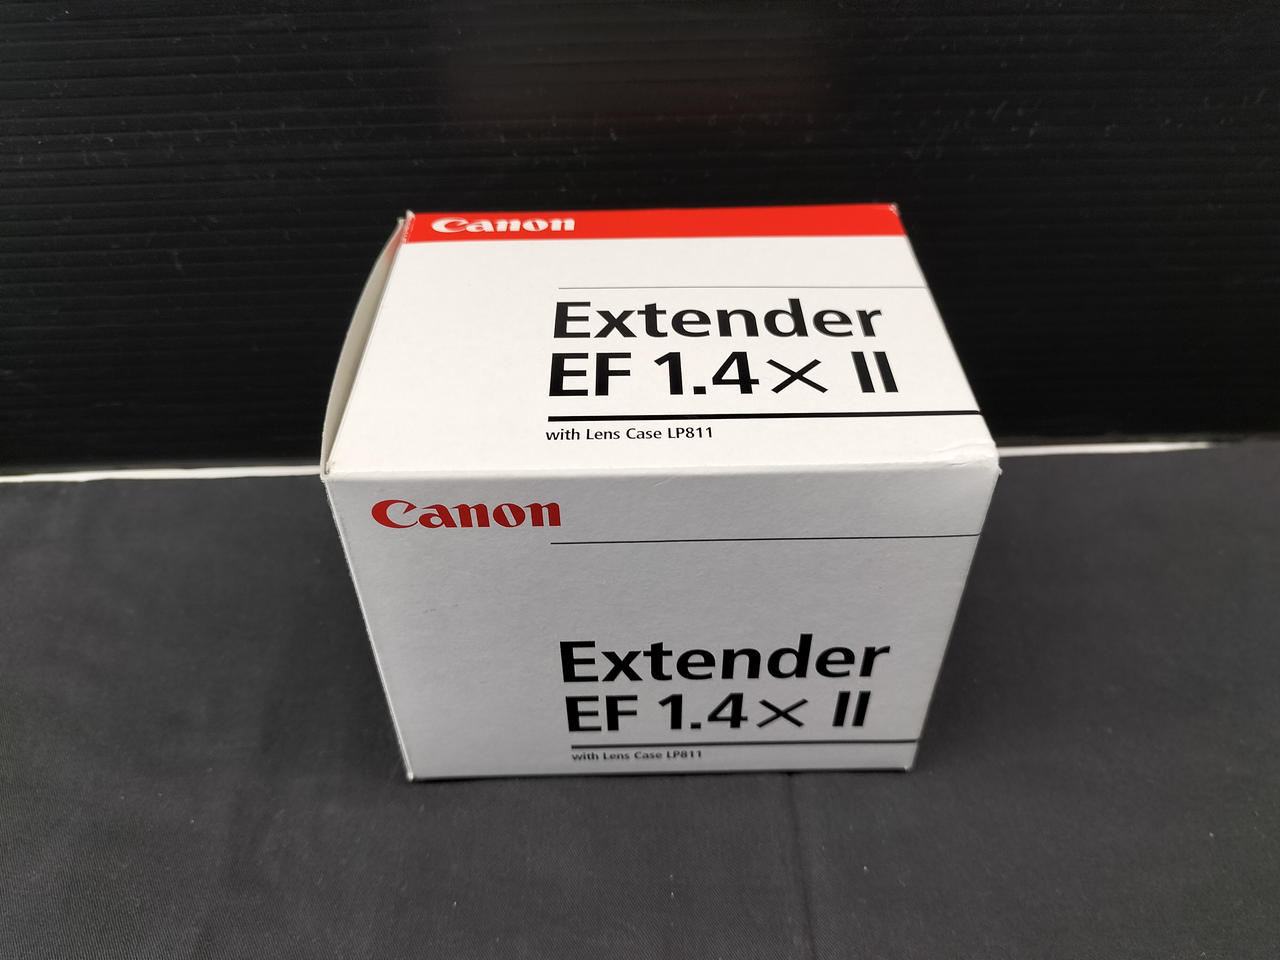 Canon
Extender
EF 1.4× II
with Lens Case LP811
Canon
Extender
EF 1.4× II
with Lens Case LP811